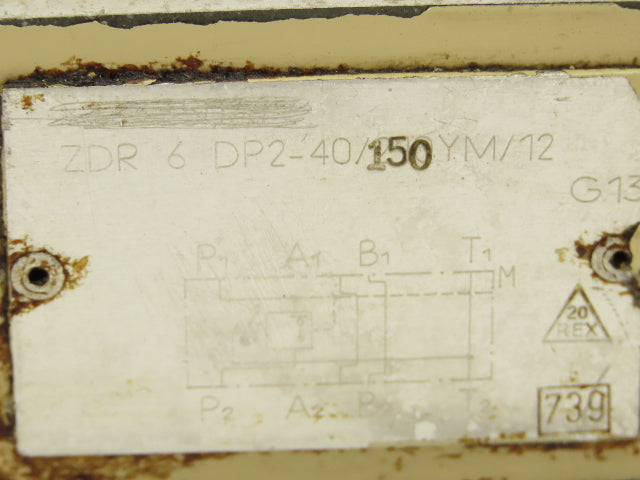 ZDR 6 DP2-40/150YM/12
G13
P1 A1 B1 T1
M
20
REX
P2 A2 B2 T2
739